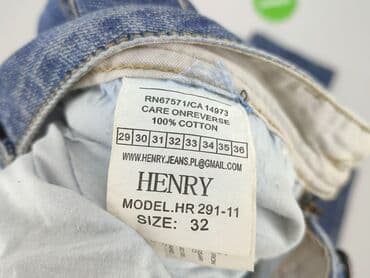 RN67571/CA 14973
CARE ONREVERSE
100% COTTON
29 30 31 32 33 34 35 36
WWW.HENRY.JEANS.PL@GMAIL.COM
HENRY
MODEL.HR 291-11
SIZE: 32